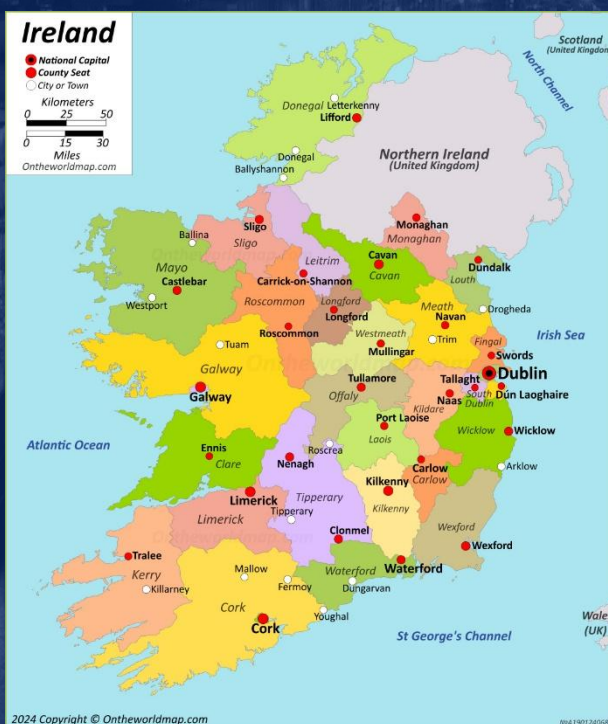 Ireland
National Capital
County Seat
City or Town
Kilometers
0 25 50
0 15 30
Miles
Ontheworldmap.com
Scotland
(United Kingdom)
North Channel
Donegal
Letterkenny
Lifford
Northern Ireland
(United Kingdom)
Donegal
Ballyshannon
Sligo
Sligo
Monaghan
Monaghan
Ballina
Mayo
Leitrim
Cavan
Cavan
Dundalk
Louth
Castlebar
Carrick-on-Shannon
Westport
Roscommon
Longford
Longford
Meath
Navan
Drogheda
Roscommon
Westmeath
Trim
Irish Sea
Tuam
Mullingar
Fingal
Swords
Galway
Ontheworldmap.com
Dublin
Galway
Tullamore
Offaly
Tallaght
South
Dublin
Dún Laoghaire
Naas
Kildare
Atlantic Ocean
Port Laoise
Laois
Wicklow
Wicklow
Ennis
Clare
Roscrea
Nenagh
Carlow
Carlow
Arklow
Limerick
Tipperary
Kilkenny
Kilkenny
Limerick
Tipperary
Clonmel
Wexford
Wexford
Tralee
Kerry
Killarney
Mallow
Fermoy
Waterford
Waterford
Dungarvan
Cork
Cork
Youghal
St George's Channel
Wale
(UK)
2024 Copyright © Ontheworldmap.com